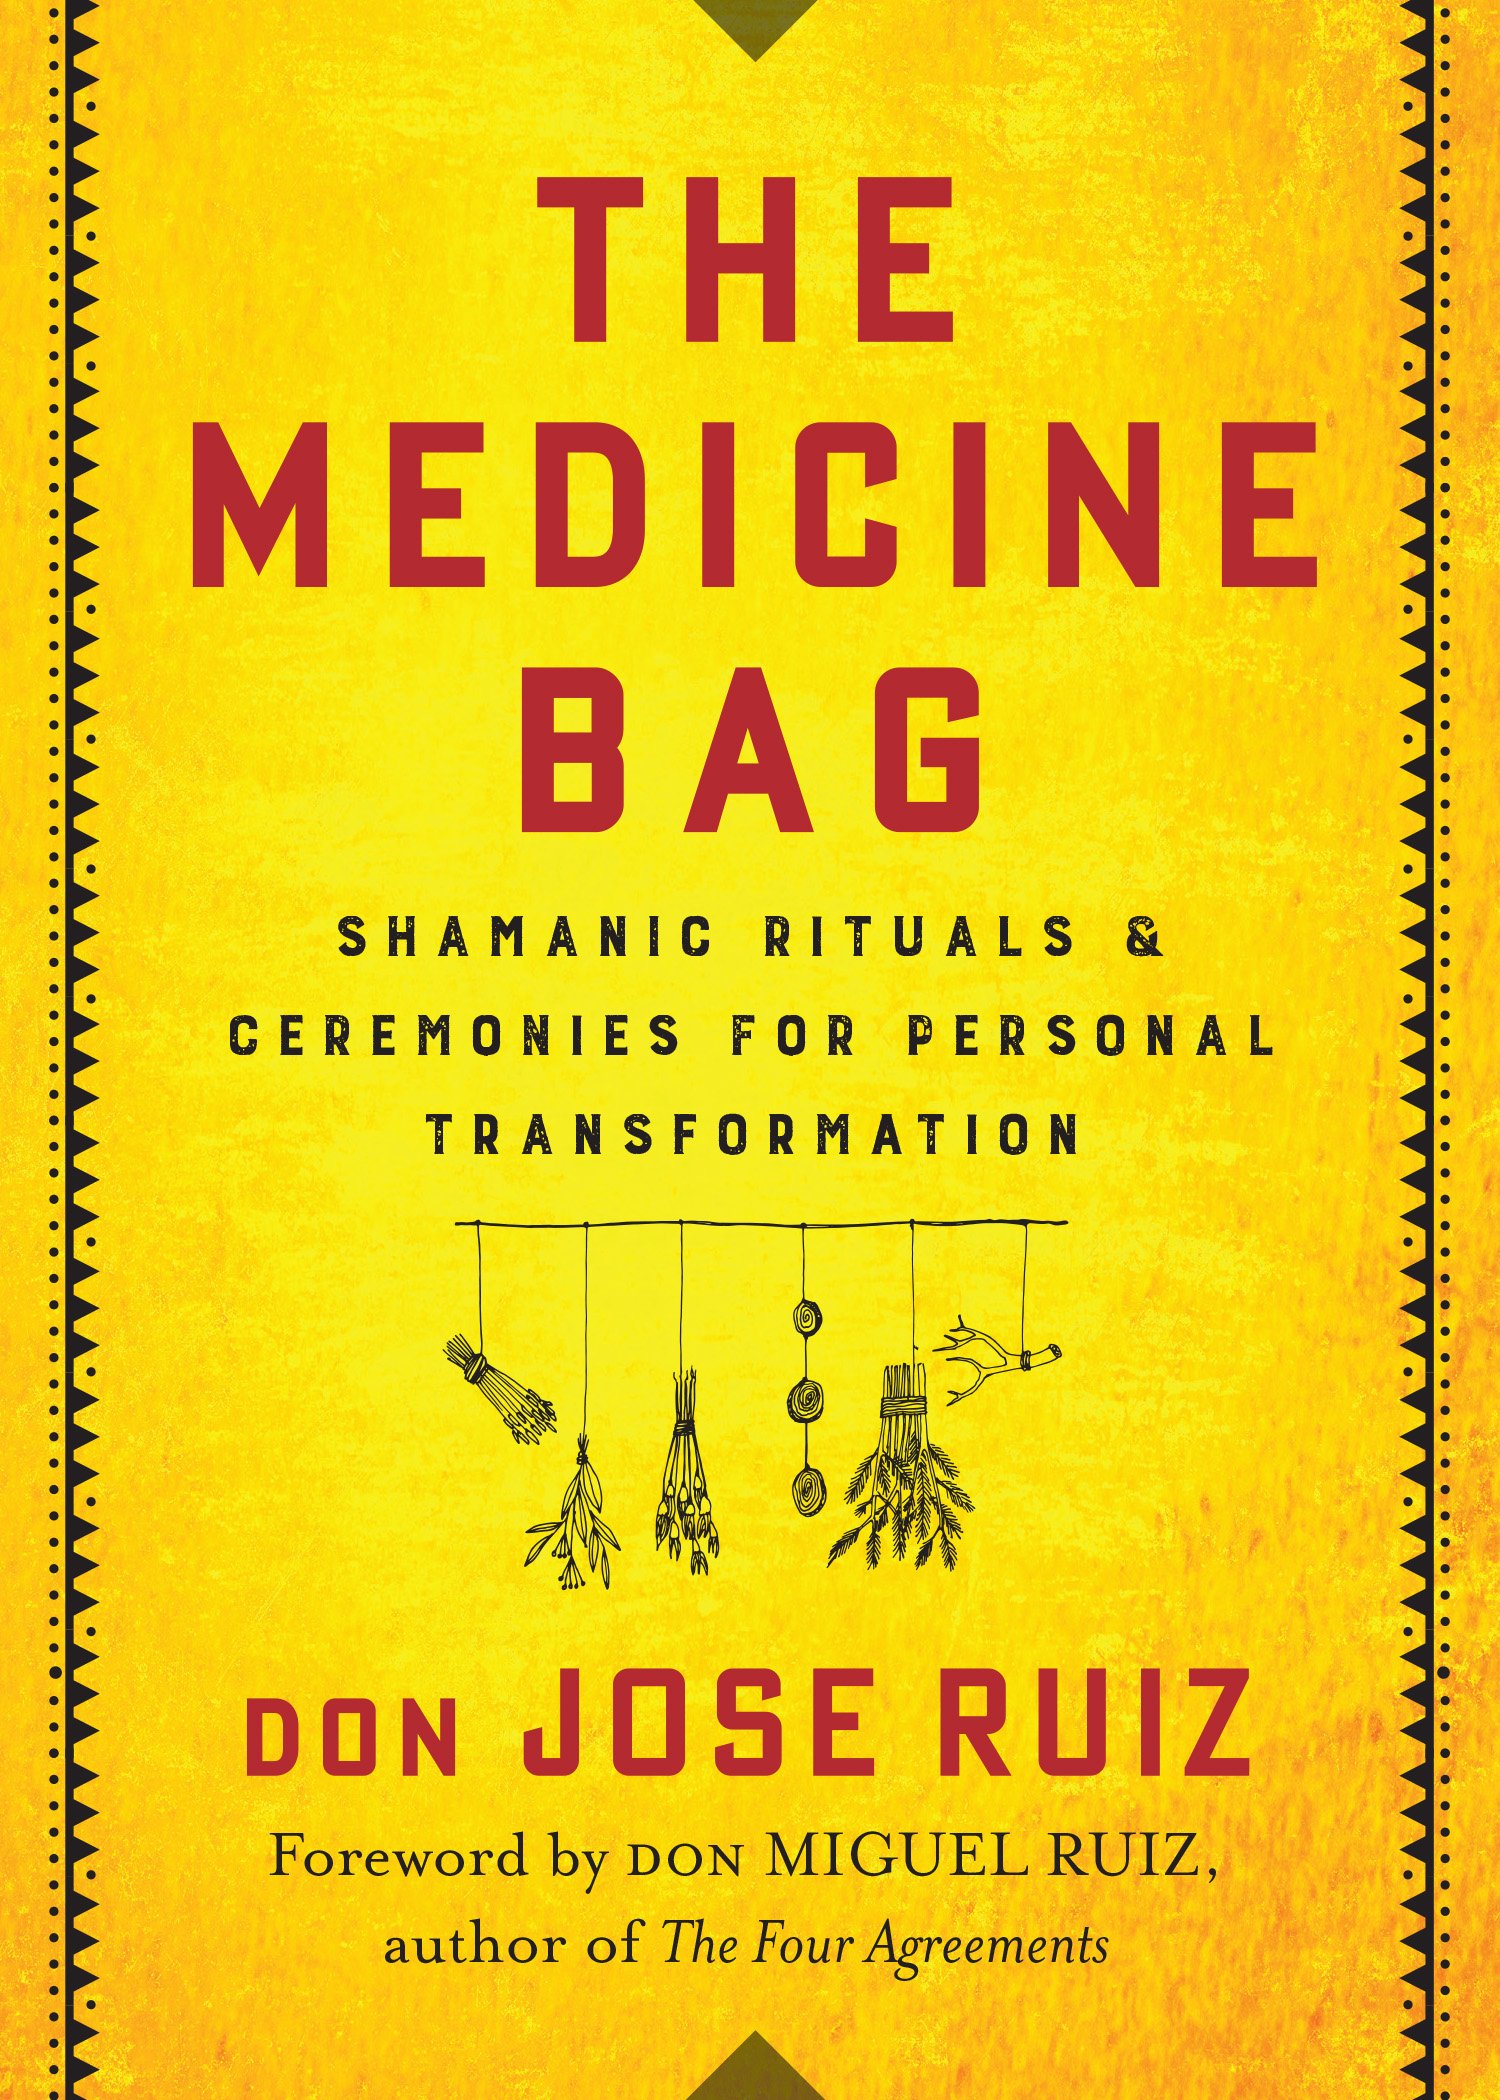 THE
MEDICINE
BAG
SHAMANIC RITUALS &
CEREMONIES FOR PERSONAL
TRANSFORMATION
DON JOSE RUIZ
Foreword by DON MIGUEL RUIZ,
author of The Four Agreements